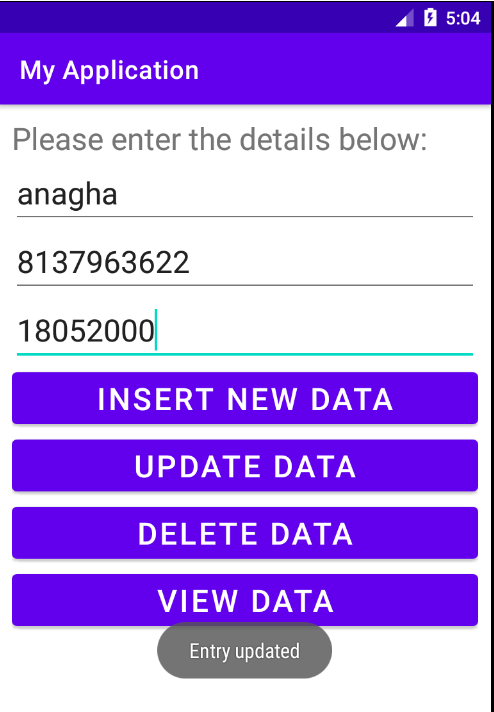 5:04
My Application
Please enter the details below:
anagha
8137963622
18052000
INSERT NEW DATA
UPDATE DATA
DELETE DATA
VIEW DATA
Entry updated